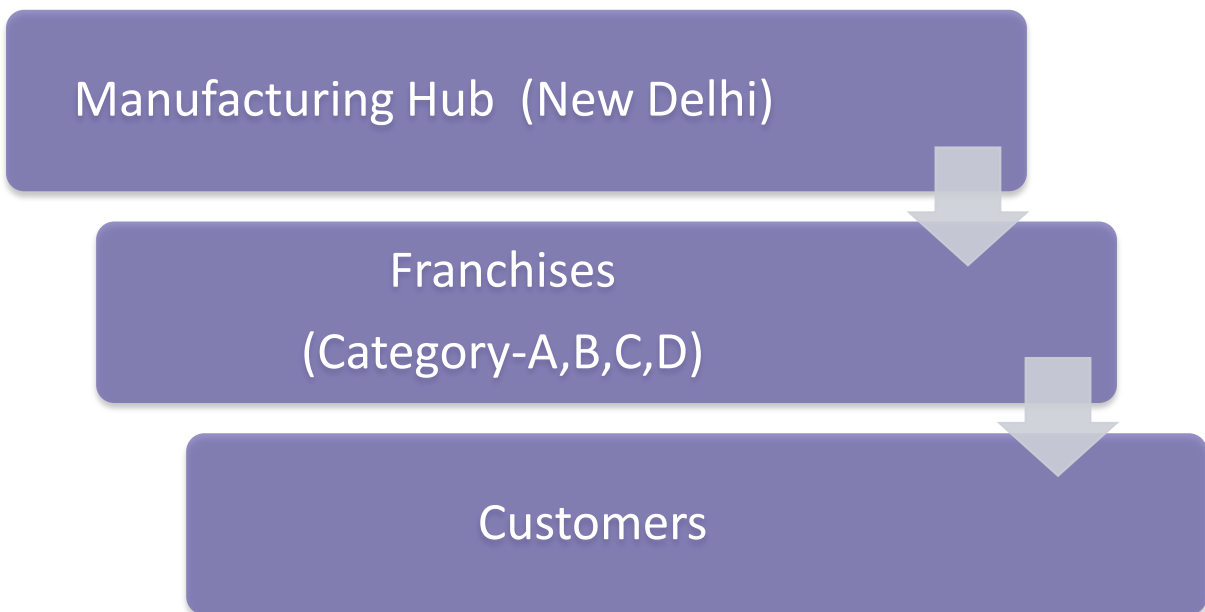 Manufacturing Hub  (New Delhi)
Franchises
(Category-A,B,C,D)
Customers